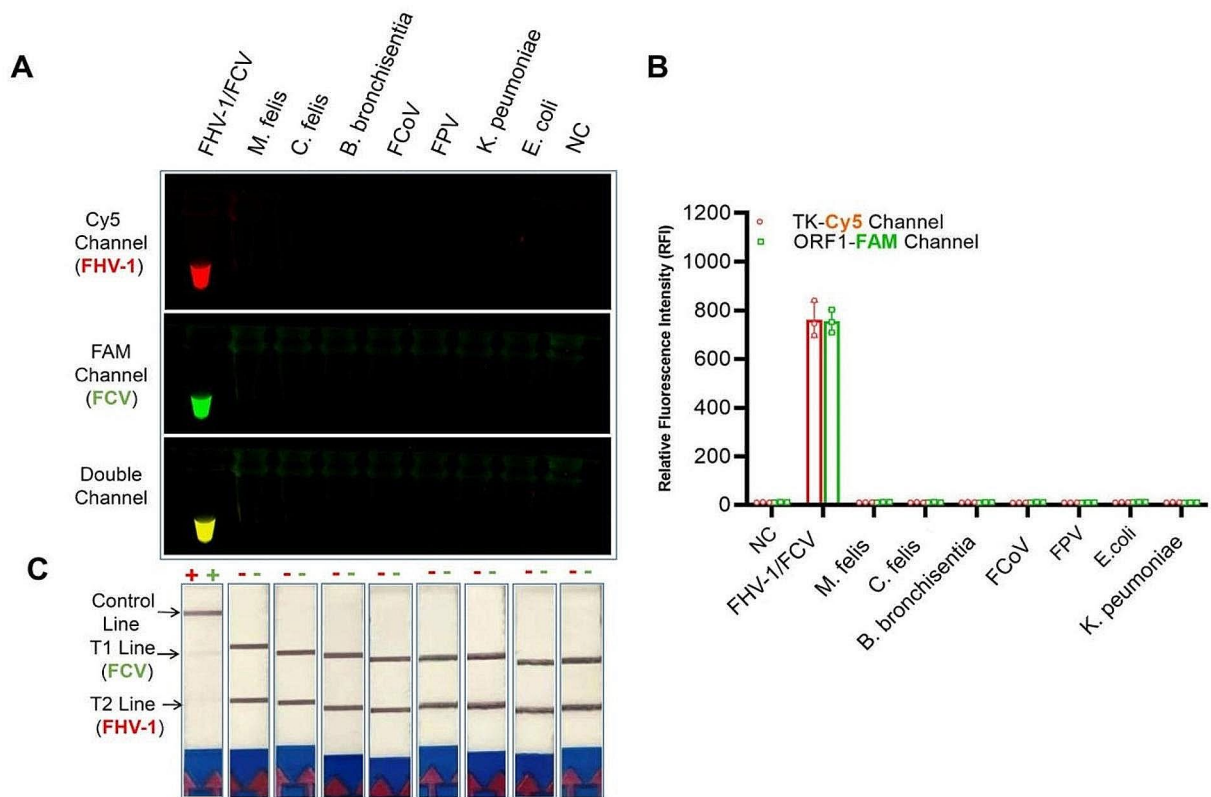 A
FHV-1/FCV
M. felis
C. felis
B. bronchisentia
FCoV
FPV
K. peumoniae
E. coli
NC
Cy5
Channel
(FHV-1)
FAM
Channel
(FCV)
Double
Channel
B
Relative Fluorescence Intensity (RFI)
1200
1000
800
600
400
200
0
TK-Cy5 Channel
ORF1-FAM Channel
NC
FHV-1/FCV
M. felis
C. felis
B. bronchisentia
FCoV
FPV
E.coli
K. peumoniae
C
+ + - - - - - - - - - - - - - - - -
Control
Line
T1 Line
(FCV)
T2 Line
(FHV-1)